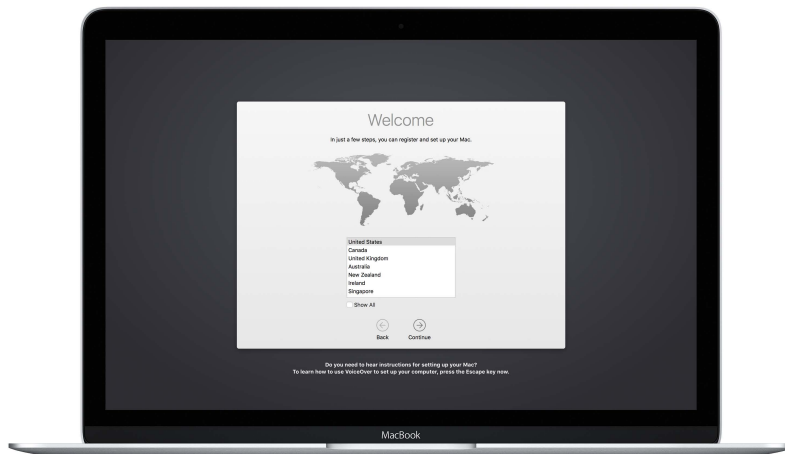 Welcome
In just a few steps, you can register and set up your Mac.
United States
Canada
United Kingdom
Australia
New Zealand
Ireland
Singapore
Show All
Back
Continue
Do you need to hear instructions for setting up your Mac?
To learn how to use VoiceOver to set up your computer, press the Escape key now.
MacBook